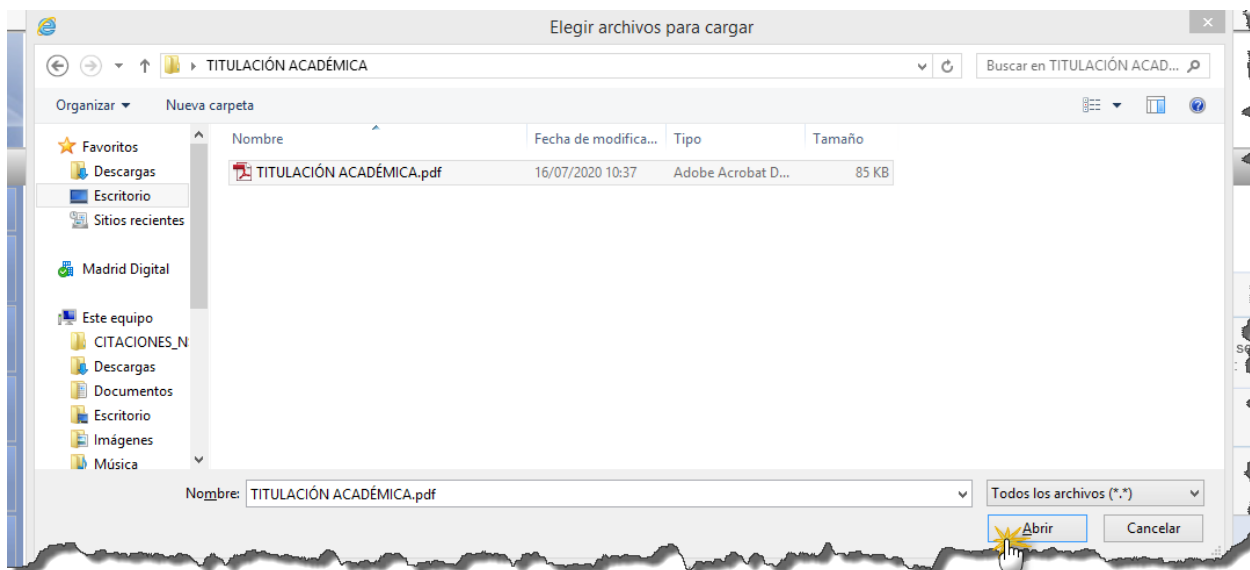 Elegir archivos para cargar
TITULACIÓN ACADÉMICA
Buscar en TITULACIÓN ACAD...
Organizar
Nueva carpeta
Nombre
Fecha de modifica...
Tipo
Tamaño
TITULACIÓN ACADÉMICA.pdf
16/07/2020 10:37
Adobe Acrobat D...
85 KB
Favoritos
Descargas
Escritorio
Sitios recientes
Madrid Digital
Este equipo
CITACIONES_N
Descargas
Documentos
Escritorio
Imágenes
Música
Nombre: TITULACIÓN ACADÉMICA.pdf
Todos los archivos (*.*)
Abrir
Cancelar